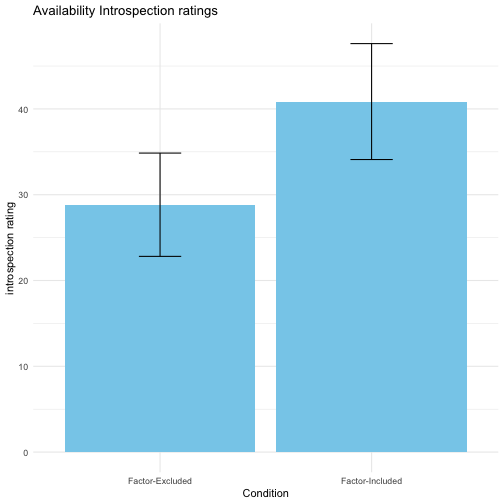 Availability Introspection ratings
introspection rating
40
30
20
10
0
Factor-Excluded
Factor-Included
Condition